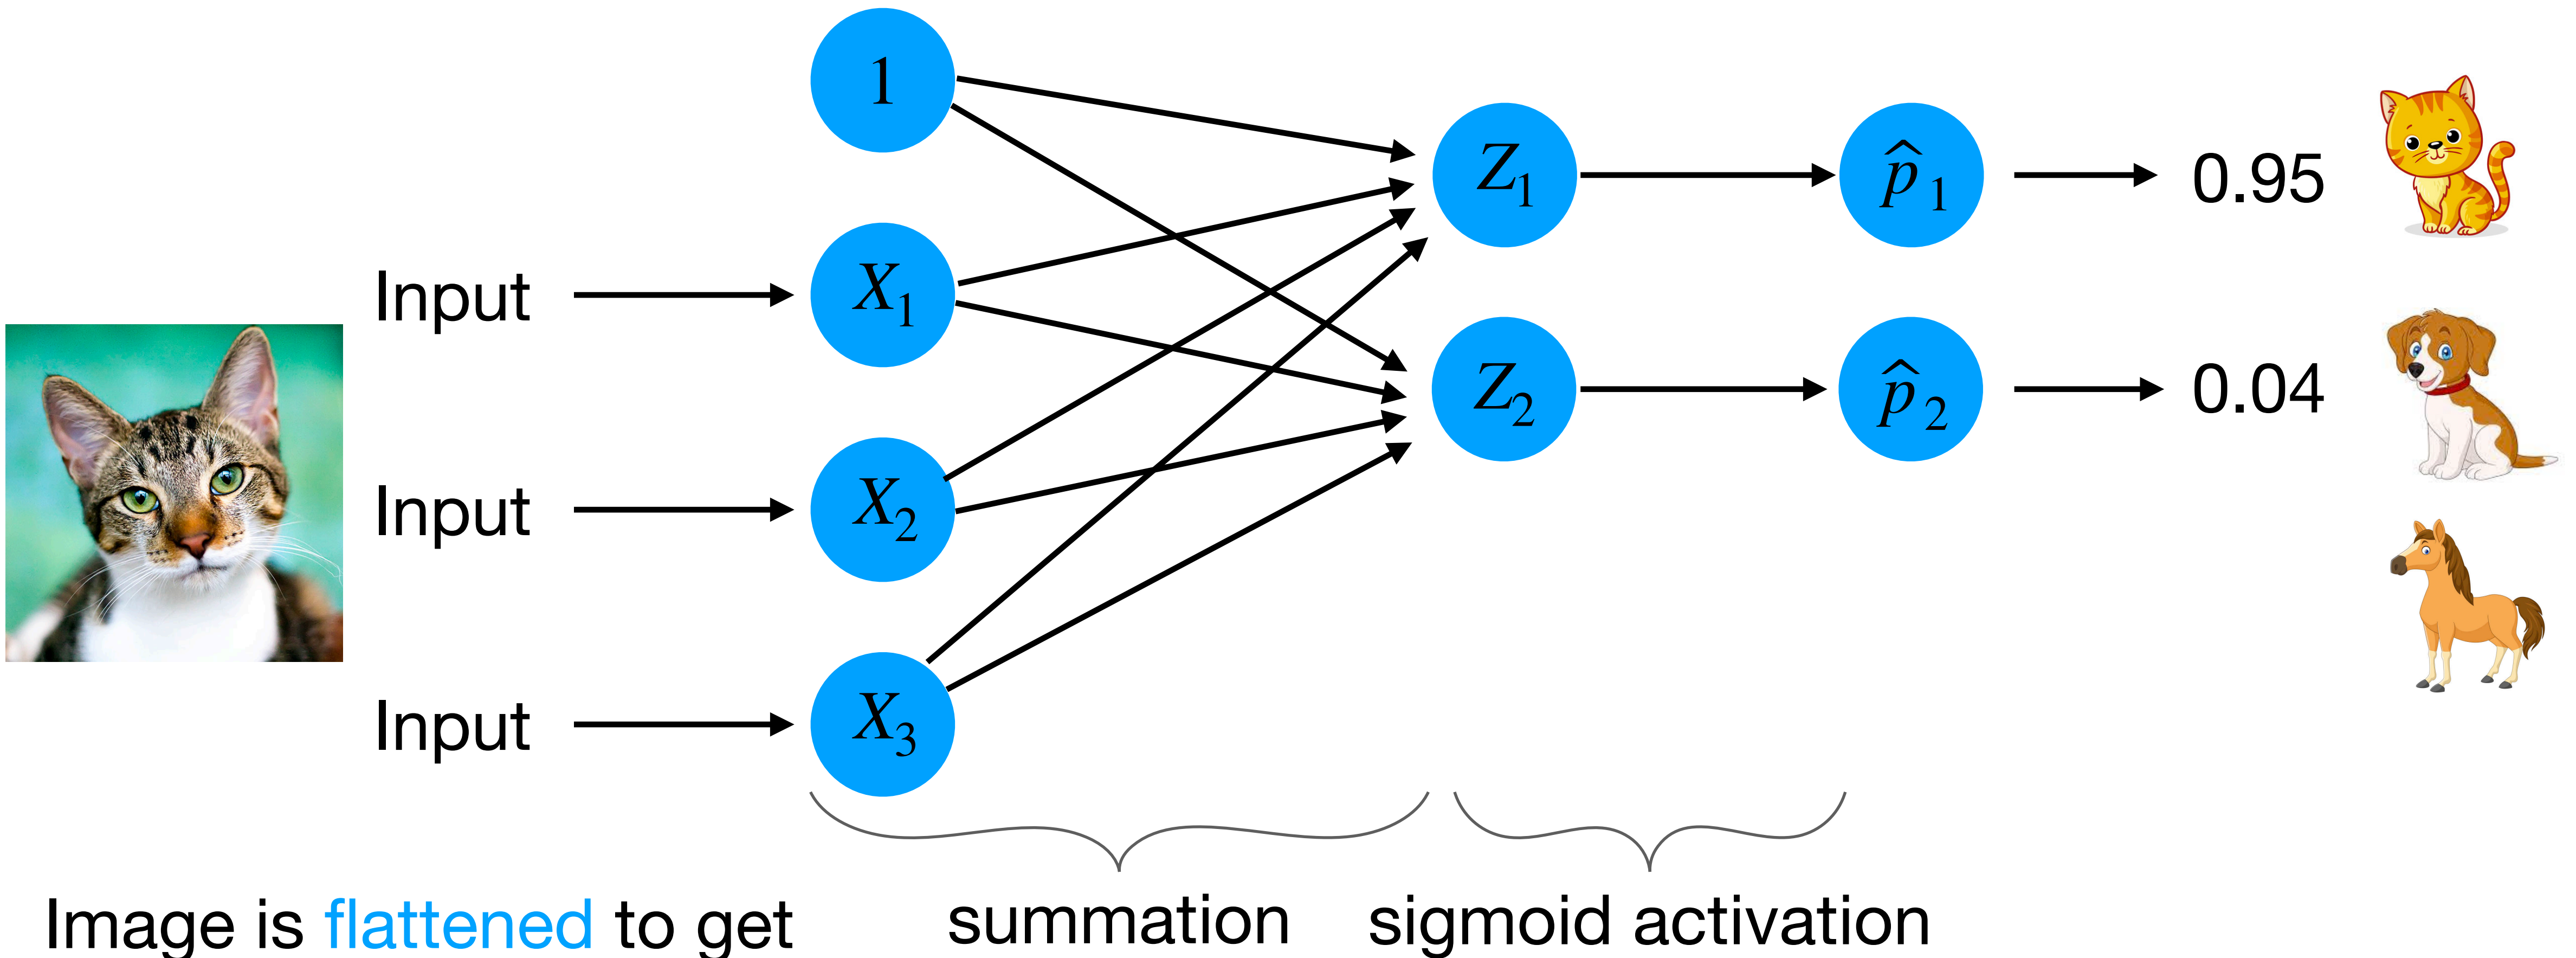 1
Z₁
p̂₁
0.95
Input
X₁
Z₂
p̂₂
0.04
Input
X₂
Input
X₃
summation
sigmoid activation
Image is flattened to get